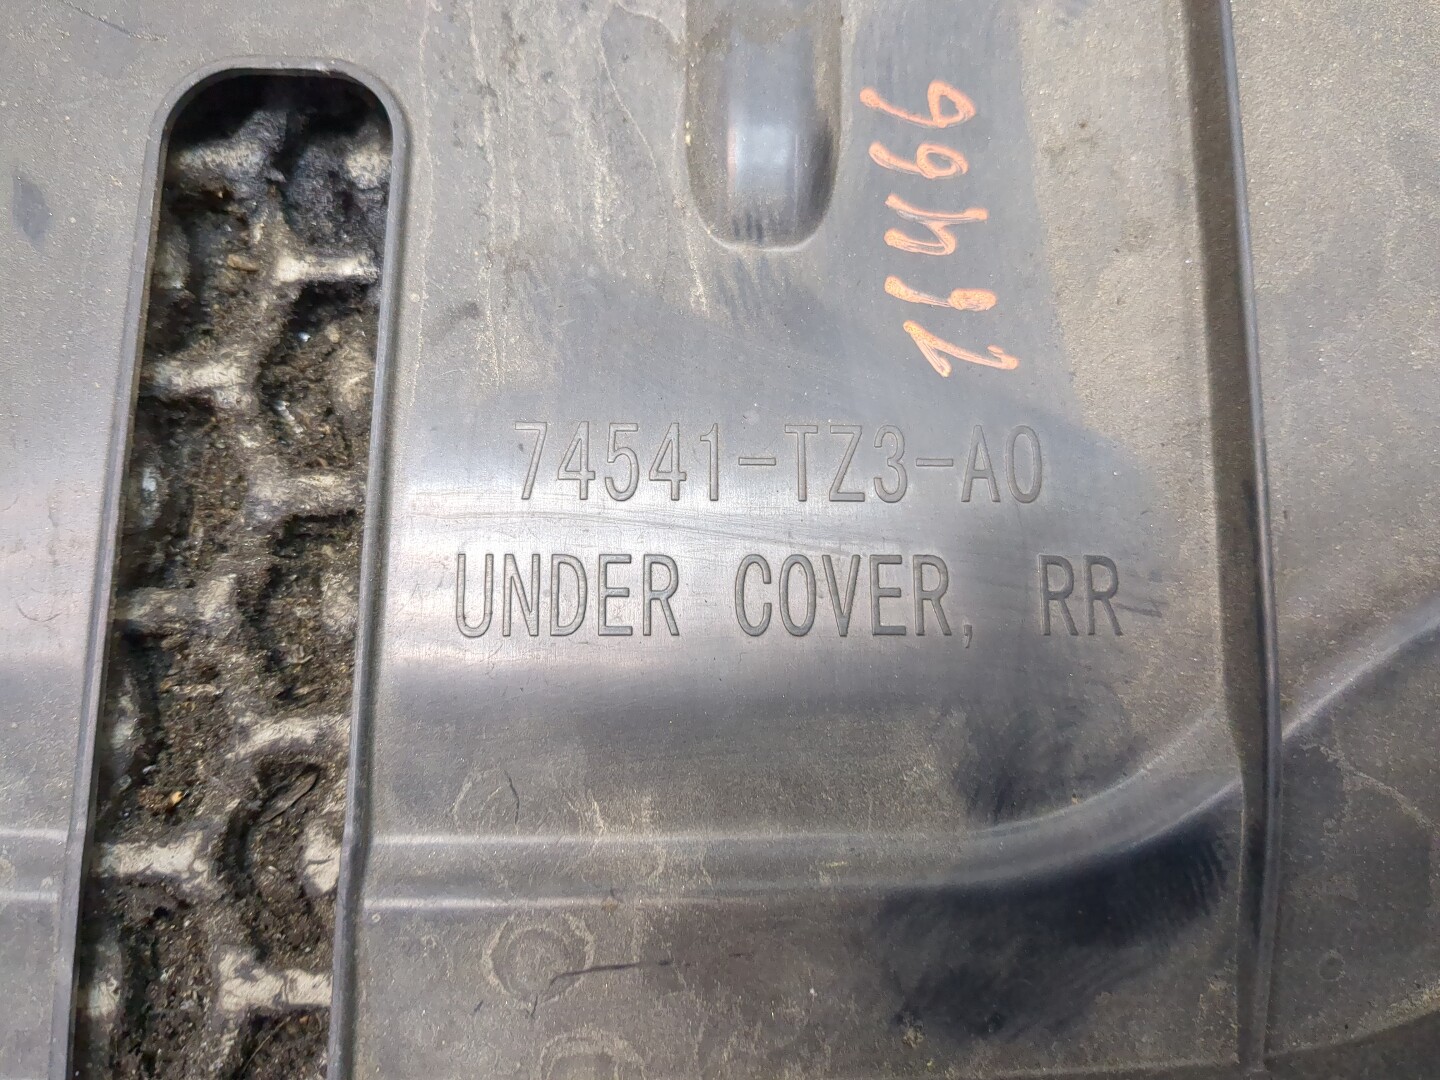 74541-TZ3-A0
UNDER COVER, RR